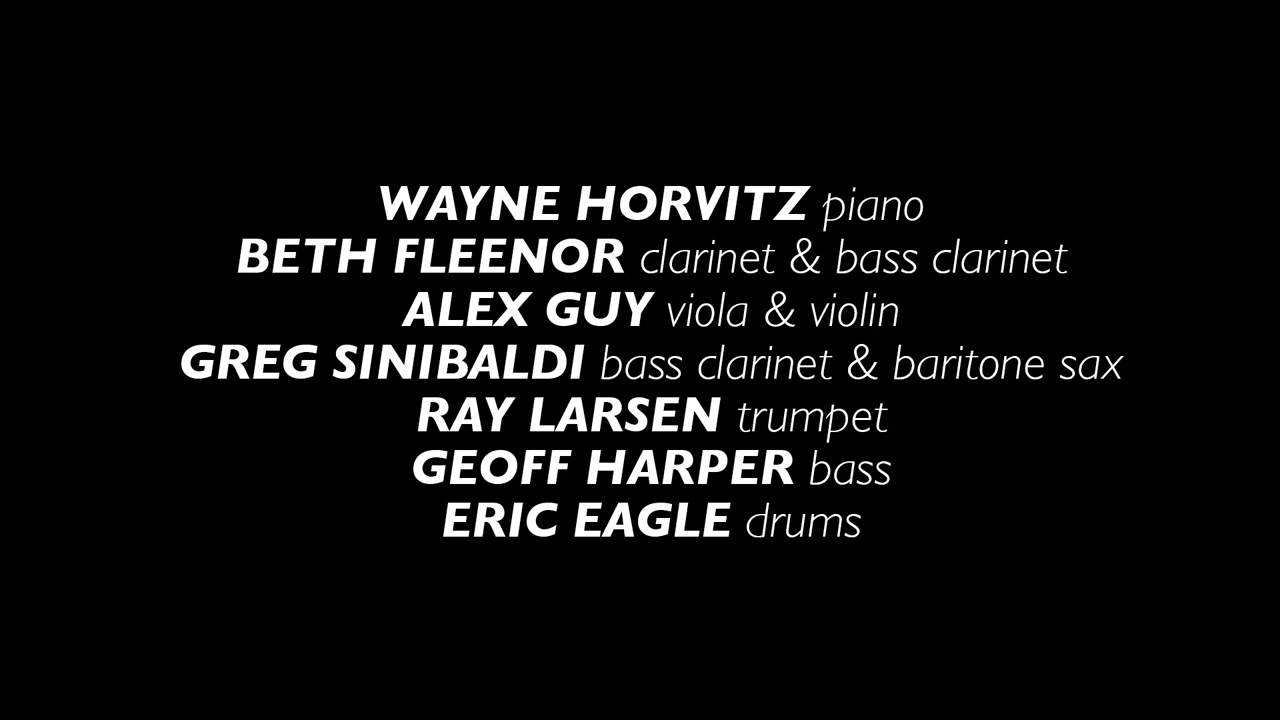 WAYNE HORVITZ piano
BETH FLEENOR clarinet & bass clarinet
ALEX GUY viola & violin
GREG SINIBALDI bass clarinet & baritone sax
RAY LARSEN trumpet
GEOFF HARPER bass
ERIC EAGLE drums